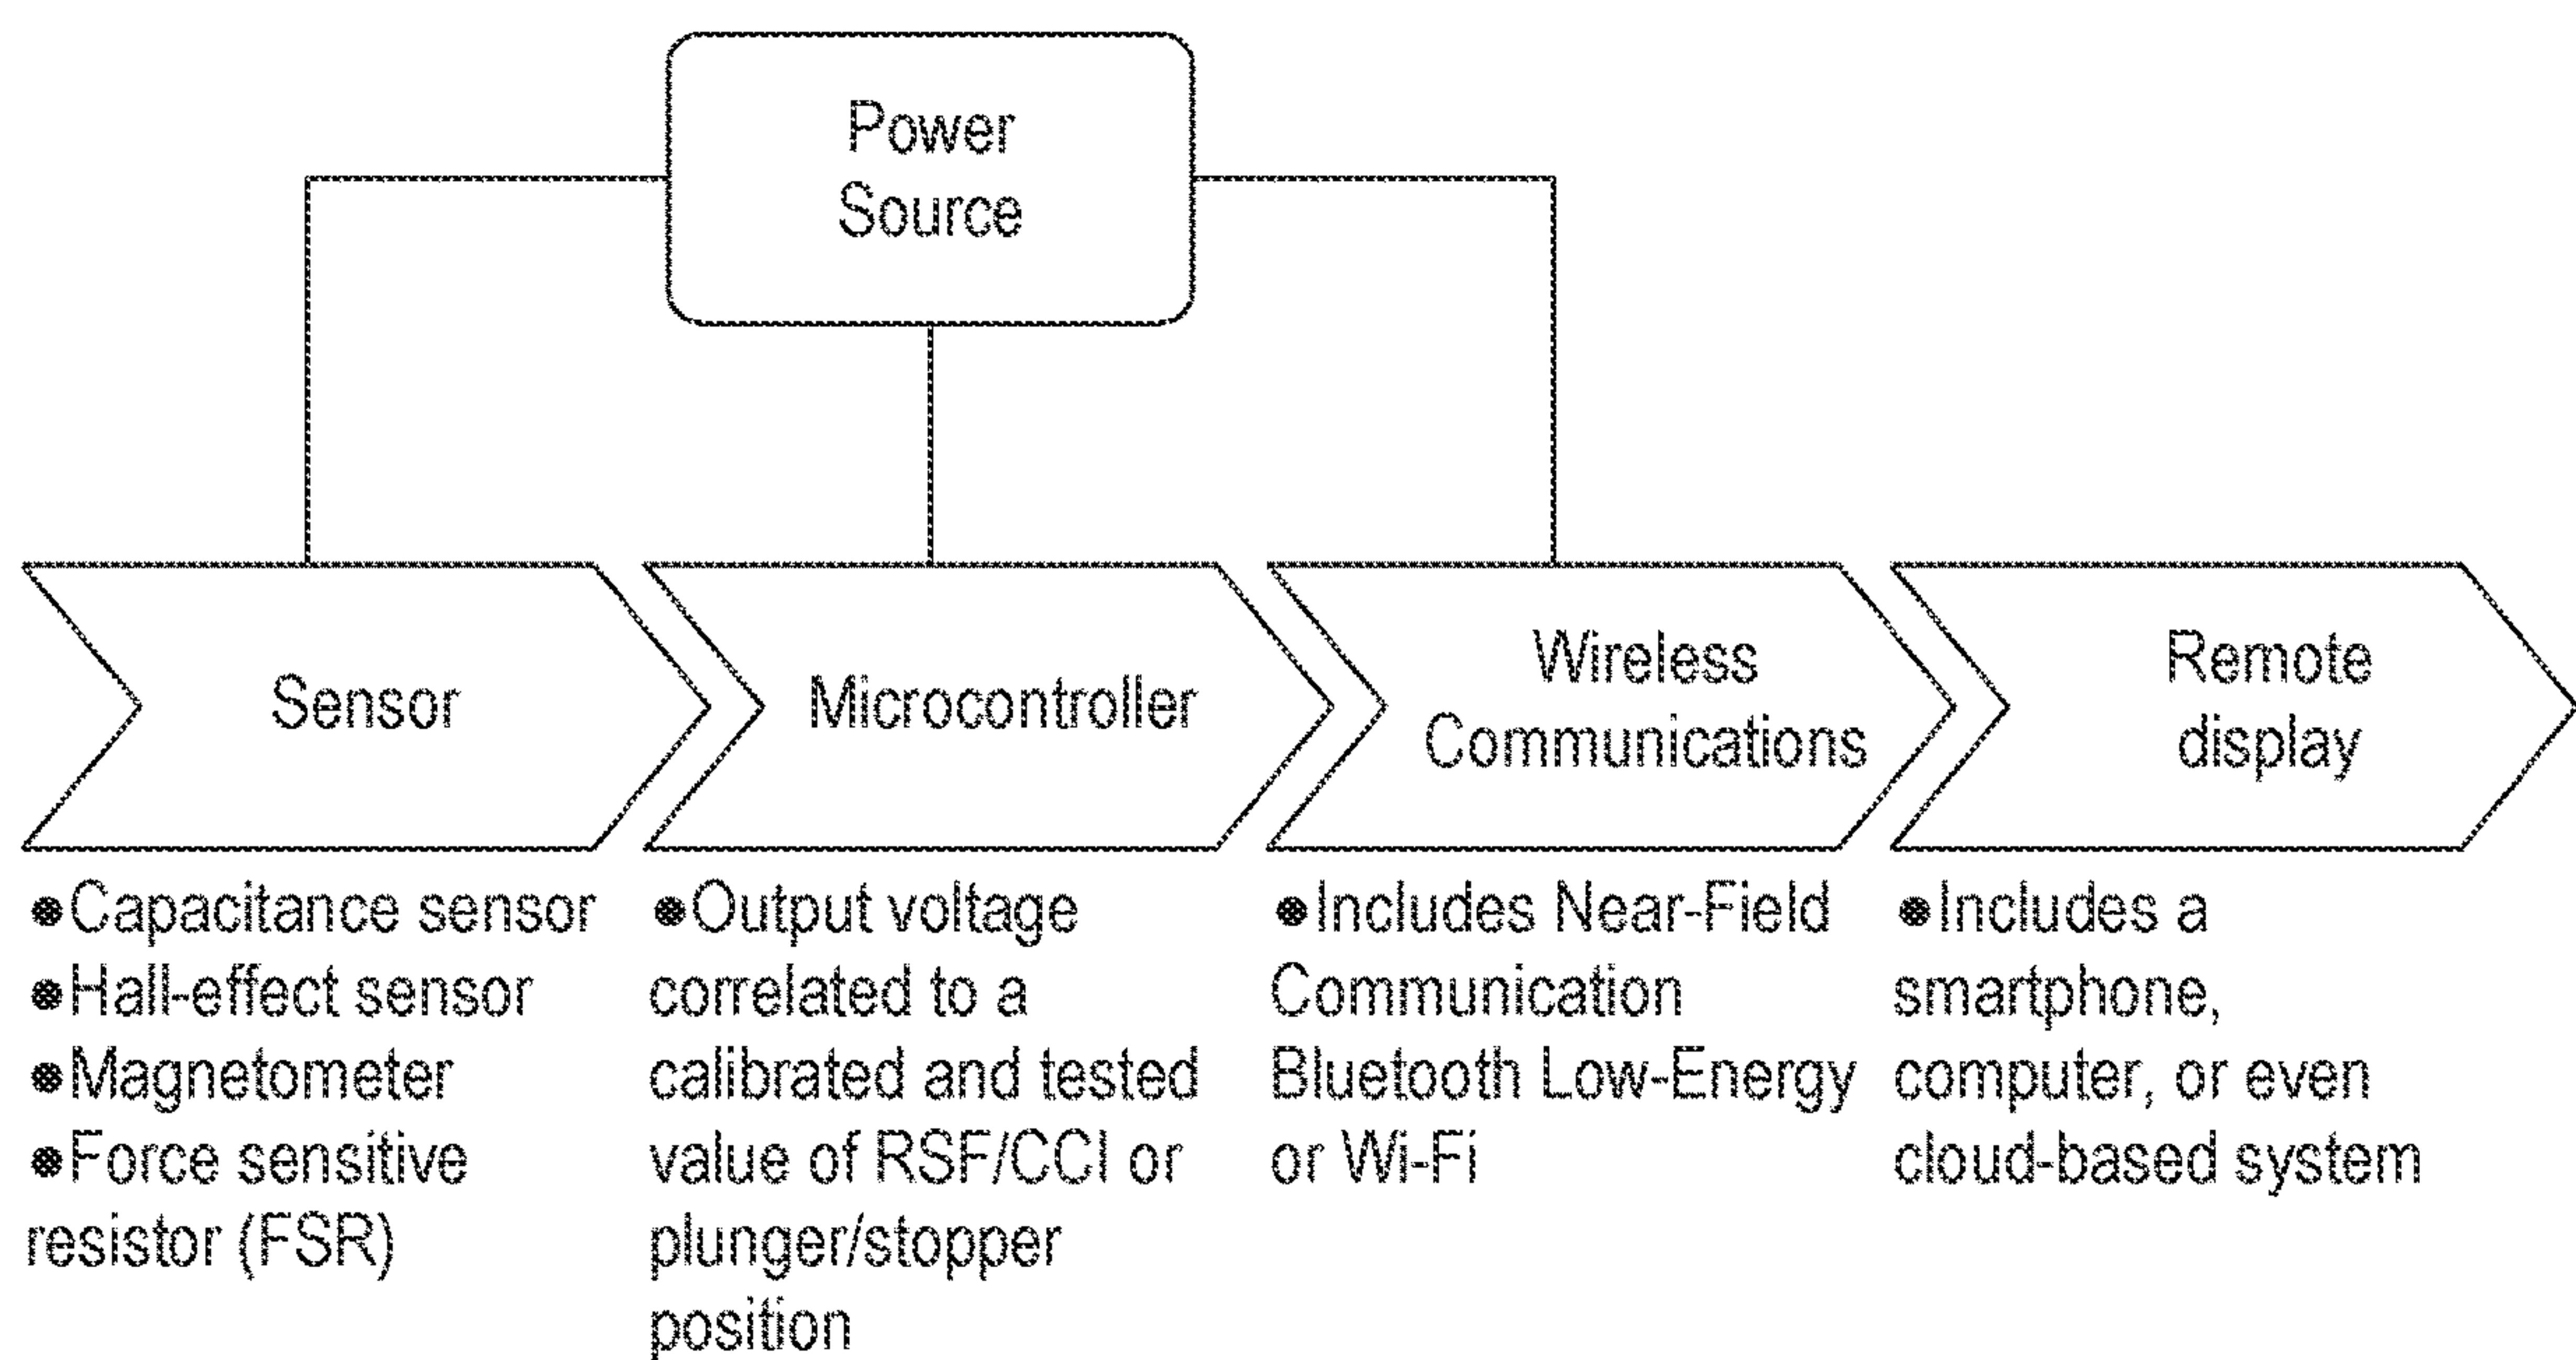 Power
Source
Sensor
Microcontroller
Wireless
Communications
Remote
display
●Capacitance sensor
●Hall-effect sensor
●Magnetometer
●Force sensitive
resistor (FSR)
●Output voltage
correlated to a
calibrated and tested
value of RSF/CCI or
plunger/stopper
position
●Includes Near-Field
Communication
Bluetooth Low-Energy
or Wi-Fi
●Includes a
smartphone,
computer, or even
cloud-based system